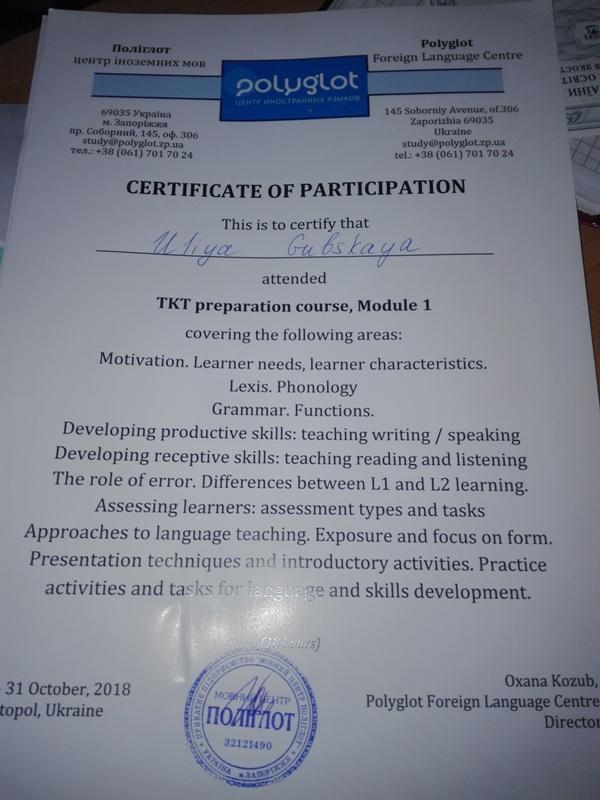 Поліглот
центр іноземних мов
Polyglot
Foreign Language Centre
polyglot
ЦЕНТР ИНОСТРАННЫХ ЯЗЫКОВ
69035 Україна
м. Запоріжжя
пр. Соборний, 145, оф. 306
study@polyglot.zp.ua
тел.: +38 (061) 701 70 24
145 Soborniy Avenue, of.306
Zaporizhia 69035
Ukraine
study@polyglot.zp.ua
tel.: +38 (061) 701 70 24
CERTIFICATE OF PARTICIPATION
This is to certify that
Uliya Gubskaya
attended
TKT preparation course, Module 1
covering the following areas:
Motivation. Learner needs, learner characteristics.
Lexis. Phonology
Grammar. Functions.
Developing productive skills: teaching writing / speaking
Developing receptive skills: teaching reading and listening
The role of error. Differences between L1 and L2 learning.
Assessing learners: assessment types and tasks
Approaches to language teaching. Exposure and focus on form.
Presentation techniques and introductory activities. Practice
activities and tasks for language and skills development.
hours)
31 October, 2018
topol, Ukraine
Oxana Kozub,
Polyglot Foreign Language Centre
Director
ПРИВАТНЕ ПІДПРИЄМСТВО "МОВНИЙ ЦЕНТР ПОЛІГЛОТ"
МОВНИЙ ЦЕНТР
ПОЛІГЛОТ
32121490
УКРАЇНА м.ЗАПОРІЖЖЯ